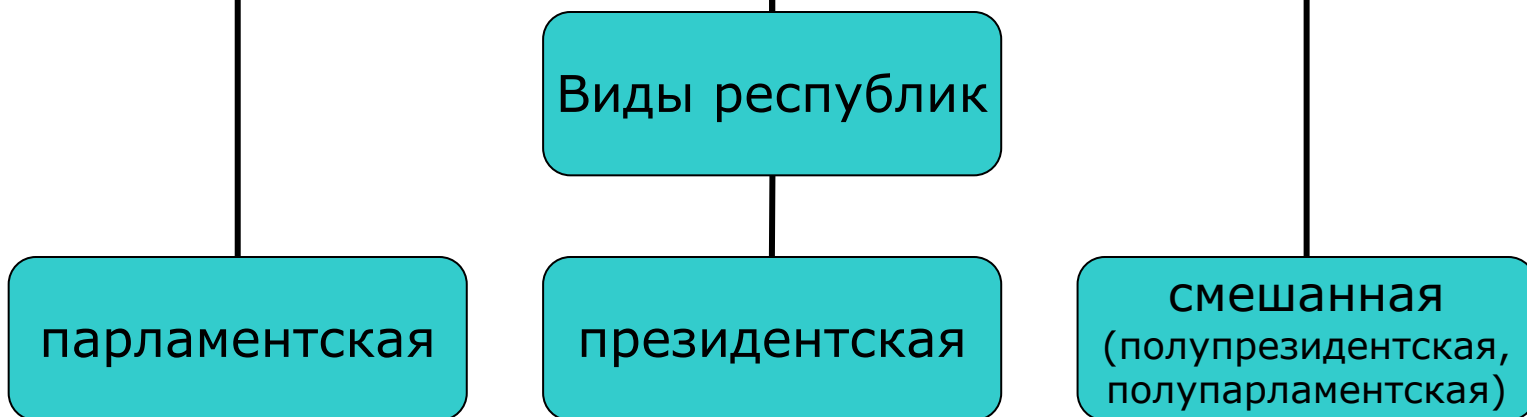 Виды республик
парламентская
президентская
смешанная
(полупрезидентская,
полупарламентская)